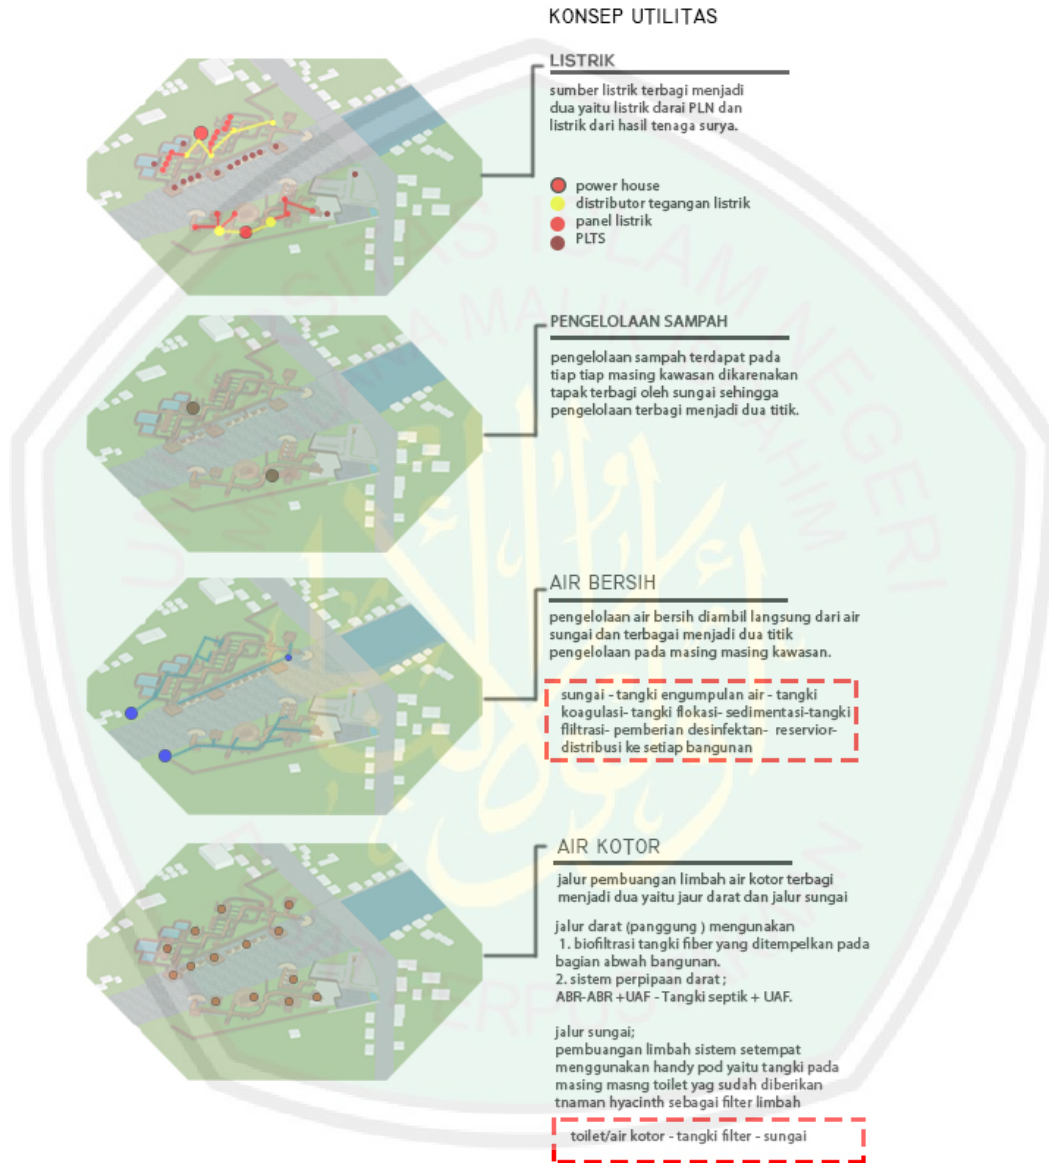 KONSEP UTILITAS
LISTRIK
sumber listrik terbagi menjadi
dua yaitu listrik darai PLN dan
listrik dari hasil tenaga surya.
power house
distributor tegangan listrik
panel listrik
PLTS
PENGELOLAAN SAMPAH
pengelolaan sampah terdapat pada
tiap tiap masing kawasan dikarenakan
tapak terbagi oleh sungai sehingga
pengelolaan terbagi menjadi dua titik.
AIR BERSIH
pengelolaan air bersih diambil langsung dari air
sungai dan terbagai menjadi dua titik
pengelolaan pada masing masing kawasan.
sungai - tangki engumpulan air - tangki
koagulasi- tangki flokasi- sedimentasi-tangki
fliltrasi- pemberian desinfektan- reservior-
distribusi ke setiap bangunan
AIR KOTOR
jalur pembuangan limbah air kotor terbagi
menjadi dua yaitu jaur darat dan jalur sungai
jalur darat (panggung ) mengunakan
1. biofiltrasi tangki fiber yang ditempelkan pada
bagian abwah bangunan.
2. sistem perpipaan darat ;
ABR-ABR +UAF - Tangki septik + UAF.
jalur sungai;
pembuangan limbah sistem setempat
menggunakan handy pod yaitu tangki pada
masing masng toilet yag sudah diberikan
tnaman hyacinth sebagai filter limbah
toilet/air kotor - tangki filter - sungai